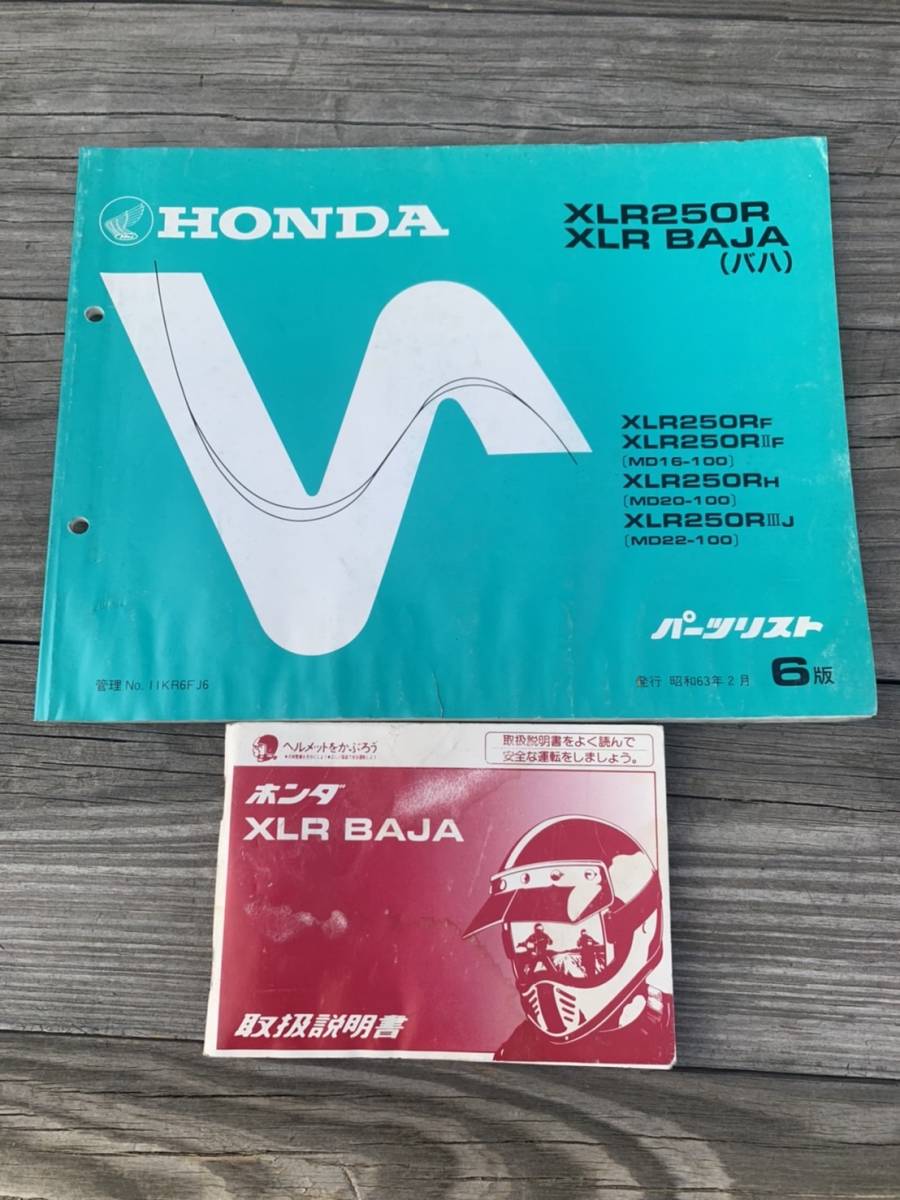 HONDA
XLR250R
XLR BAJA
(バハ)
XLR250RF
XLR250RⅡF
〔MD16-100〕
XLR250RH
〔MD20-100〕
XLR250RⅢJ
〔MD22-100〕
パーツリスト
管理 No. 11KR6FJ6
発行 昭和63年2月 6版
ヘルメットをかぶろう
取扱説明書をよく読んで
安全な運転をしましょう。
ホンダ
XLR BAJA
取扱説明書